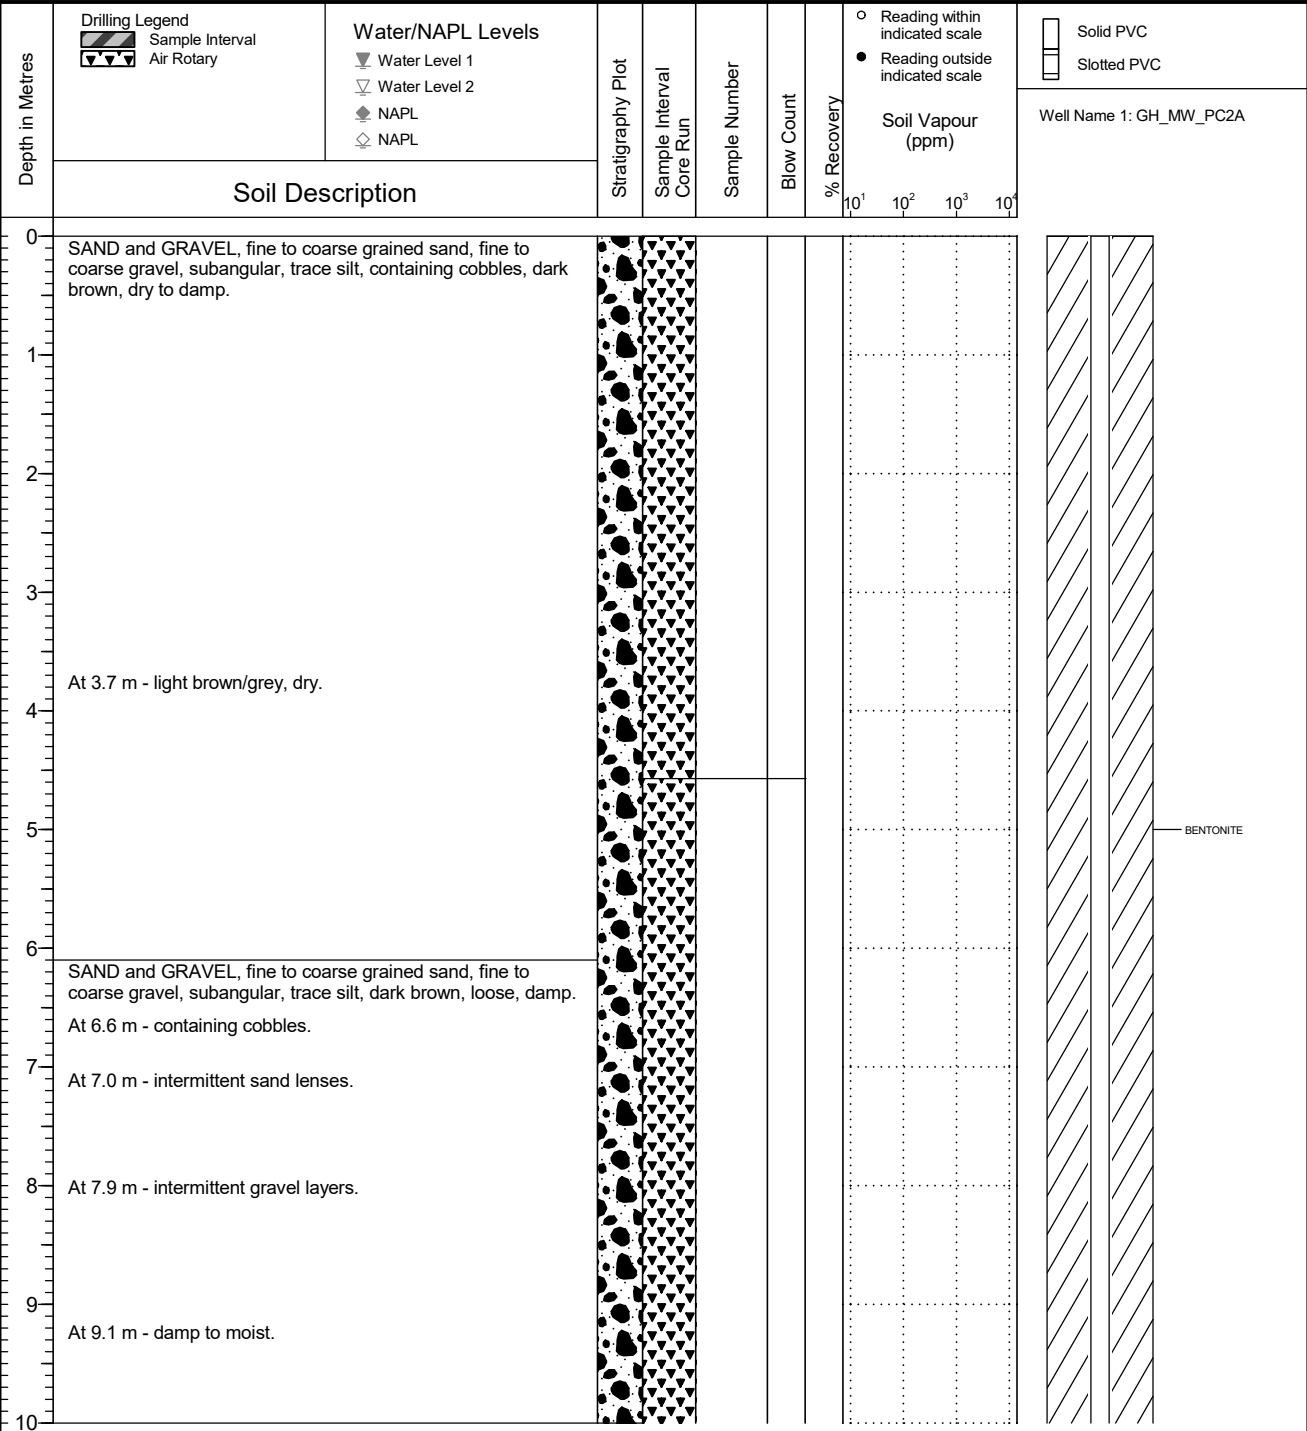 Drilling Legend
Sample Interval
Air Rotary
Water/NAPL Levels
Water Level 1
Water Level 2
NAPL
NAPL
Depth in Metres
Soil Description
Stratigraphy Plot
Sample Interval
Core Run
Sample Number
Blow Count
% Recovery
Reading within
indicated scale
Reading outside
indicated scale
Soil Vapour
(ppm)
10¹ 10² 10³ 10⁴
Solid PVC
Slotted PVC
Well Name 1: GH_MW_PC2A
0
SAND and GRAVEL, fine to coarse grained sand, fine to
coarse gravel, subangular, trace silt, containing cobbles, dark
brown, dry to damp.
1
2
3
At 3.7 m - light brown/grey, dry.
4
5
BENTONITE
6
SAND and GRAVEL, fine to coarse grained sand, fine to
coarse gravel, subangular, trace silt, dark brown, loose, damp.
At 6.6 m - containing cobbles.
7
At 7.0 m - intermittent sand lenses.
8
At 7.9 m - intermittent gravel layers.
9
At 9.1 m - damp to moist.
10